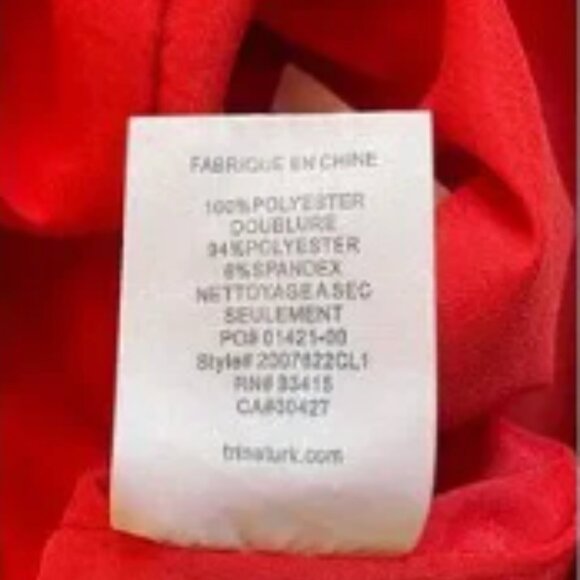 FABRIQUE EN CHINE
100%POLYESTER
DOUBLURE
94%POLYESTER
6%SPANDEX
NETTOYAGE A SEC
SEULEMENT
PO# 01421-00
Style# 2007622CL1
RN# 93415
CA#30427
trinaturk.com